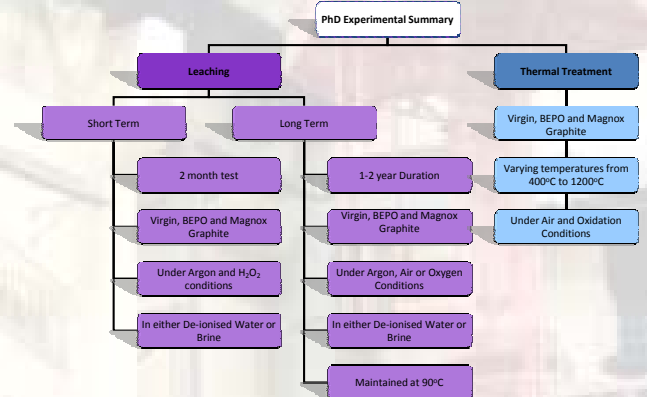 PhD Experimental Summary
Leaching
Thermal Treatment
Short Term
Long Term
Virgin, BEPO and Magnox
Graphite
2 month test
1-2 year Duration
Varying temperatures from
400ºC to 1200ºC
Virgin, BEPO and Magnox
Graphite
Virgin, BEPO and Magnox
Graphite
Under Air and Oxidation
Conditions
Under Argon and H₂O₂
conditions
Under Argon, Air or Oxygen
Conditions
In either De-ionised Water or
Brine
In either De-ionised Water or
Brine
Maintained at 90ºC